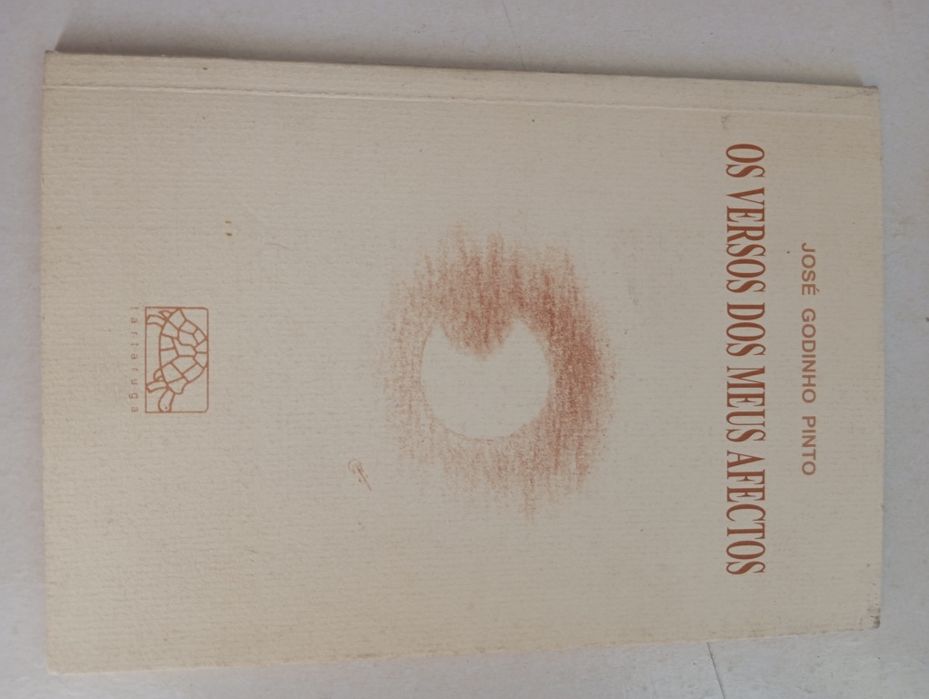 JOSÉ GODINHO PINTO
OS VERSOS DOS MEUS AFECTOS
tartaruga